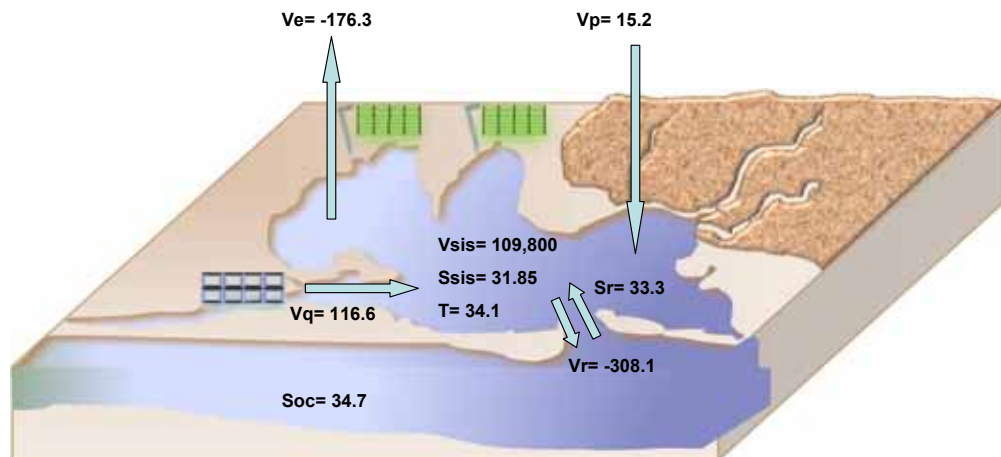 Ve= -176.3
Vp= 15.2
Vsis= 109,800
Ssis= 31.85
Sr= 33.3
Vq= 116.6
T= 34.1
Vr= -308.1
Soc= 34.7